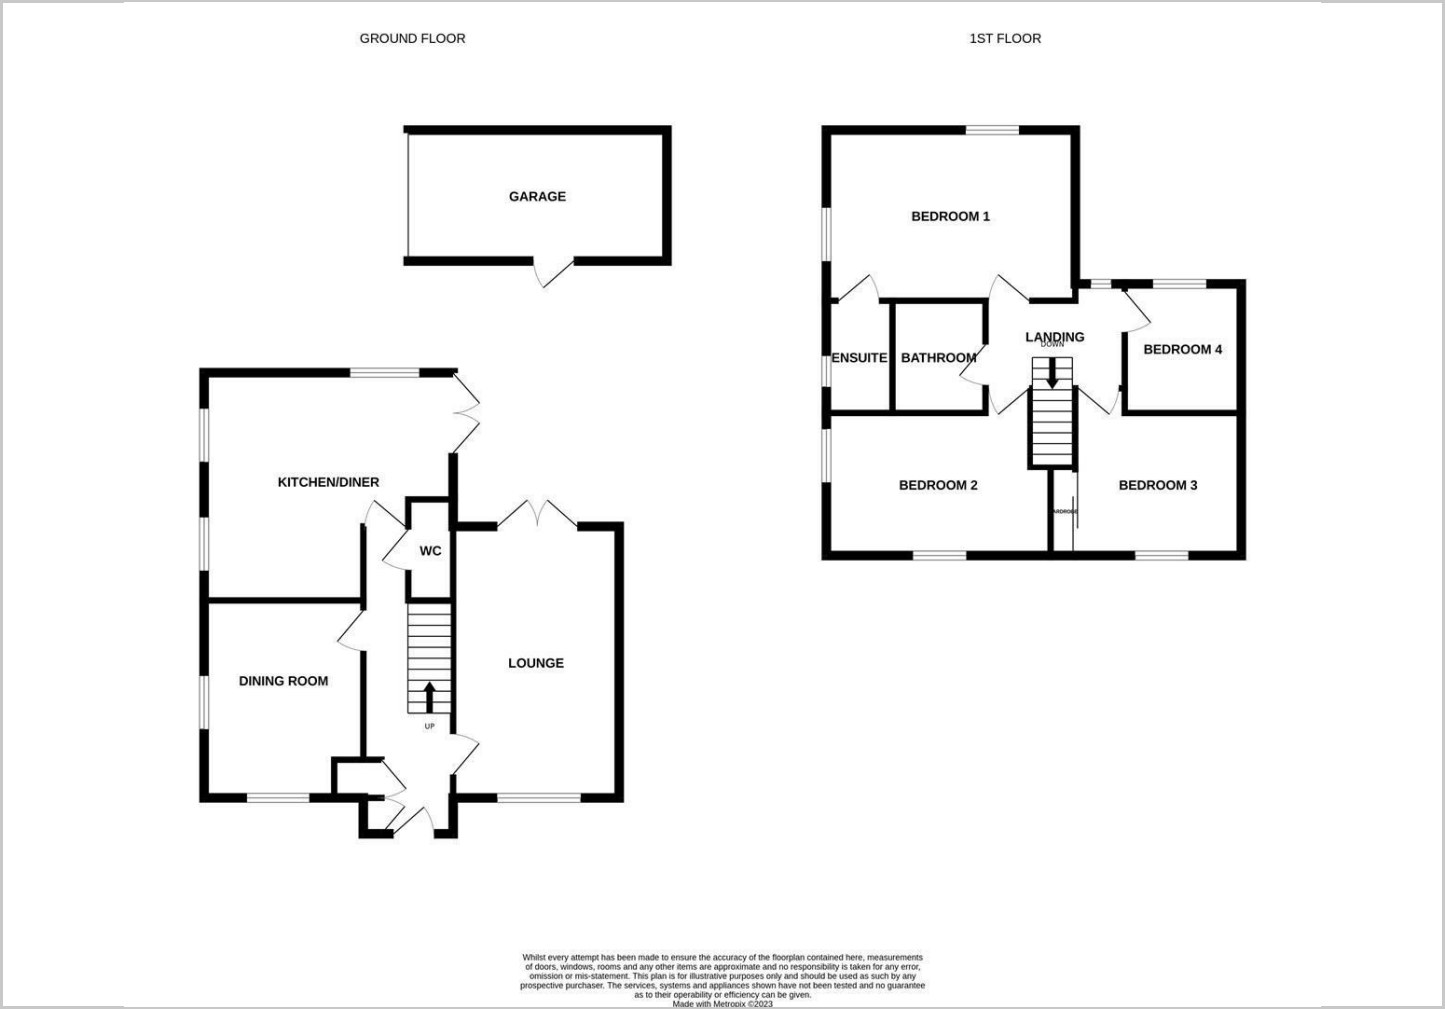 GROUND FLOOR
1ST FLOOR
GARAGE
BEDROOM 1
LANDING
DOWN
ENSUITE
BATHROOM
BEDROOM 4
KITCHEN/DINER
BEDROOM 2
BEDROOM 3
ARDROBE
WC
LOUNGE
DINING ROOM
UP
Whilst every attempt has been made to ensure the accuracy of the floorplan contained here, measurements
of doors, windows, rooms and any other items are approximate and no responsibility is taken for any error,
omission or mis-statement. This plan is for illustrative purposes only and should be used as such by any
prospective purchaser. The services, systems and appliances shown have not been tested and no guarantee
as to their operability or efficiency can be given.
Made with Metropix ©2023